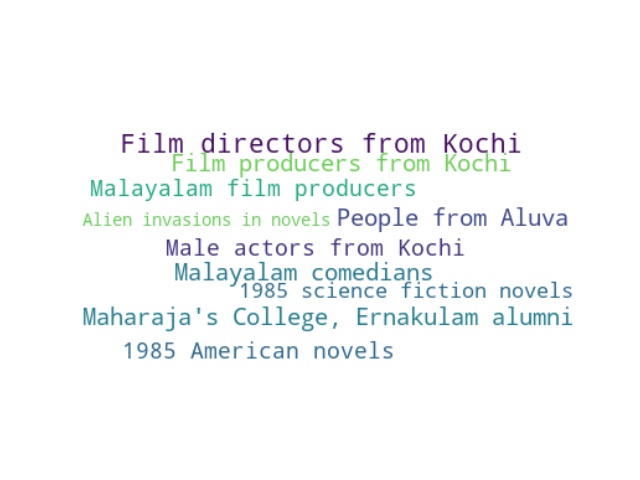 Film directors from Kochi
Film producers from Kochi
Malayalam film producers
Alien invasions in novels People from Aluva
Male actors from Kochi
Malayalam comedians
1985 science fiction novels
Maharaja's College, Ernakulam alumni
1985 American novels